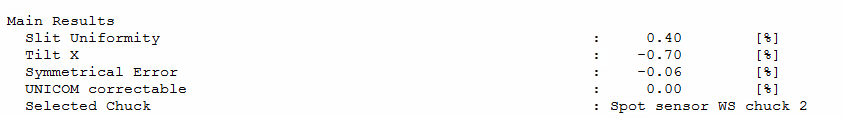 Main Results
Slit Uniformity : 0.40 [%]
Tilt X : -0.70 [%]
Symmetrical Error : -0.06 [%]
UNICOM correctable : 0.00 [%]
Selected Chuck : Spot sensor WS chuck 2